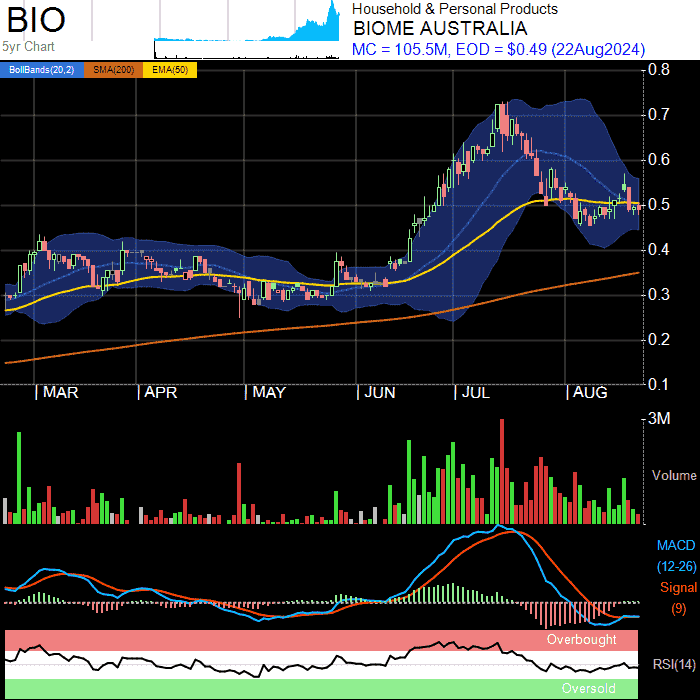 BIO
5yr Chart
Household & Personal Products
BIOME AUSTRALIA
MC = 105.5M, EOD = $0.49 (22Aug2024)
BollBands(20,2) SMA(200) EMA(50)
0.8
0.7
0.6
0.5
0.4
0.3
0.2
0.1
MAR APR MAY JUN JUL AUG
3M
Volume
MACD
(12-26)
Signal
(9)
Overbought
RSI(14)
Oversold